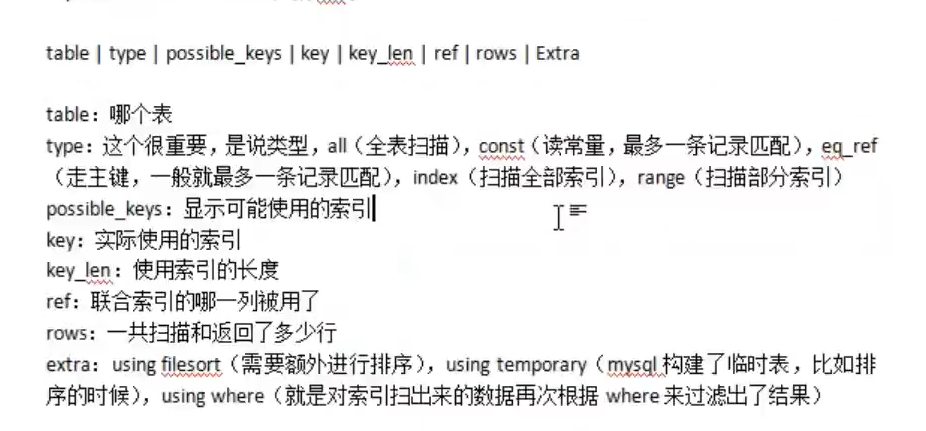 table | type | possible_keys | key | key_len | ref | rows | Extra
table：哪个表
type：这个很重要，是说类型，all（全表扫描），const（读常量，最多一条记录匹配），eq_ref
（走主键，一般就最多一条记录匹配），index（扫描全部索引），range（扫描部分索引）
possible_keys：显示可能使用的索引
key：实际使用的索引
key_len：使用索引的长度
ref：联合索引的哪一列被用了
rows：一共扫描和返回了多少行
extra：using filesort（需要额外进行排序），using temporary（mysql 构建了临时表，比如排
序的时候），using where（就是对索引扫出来的数据再次根据 where 来过滤出了结果）